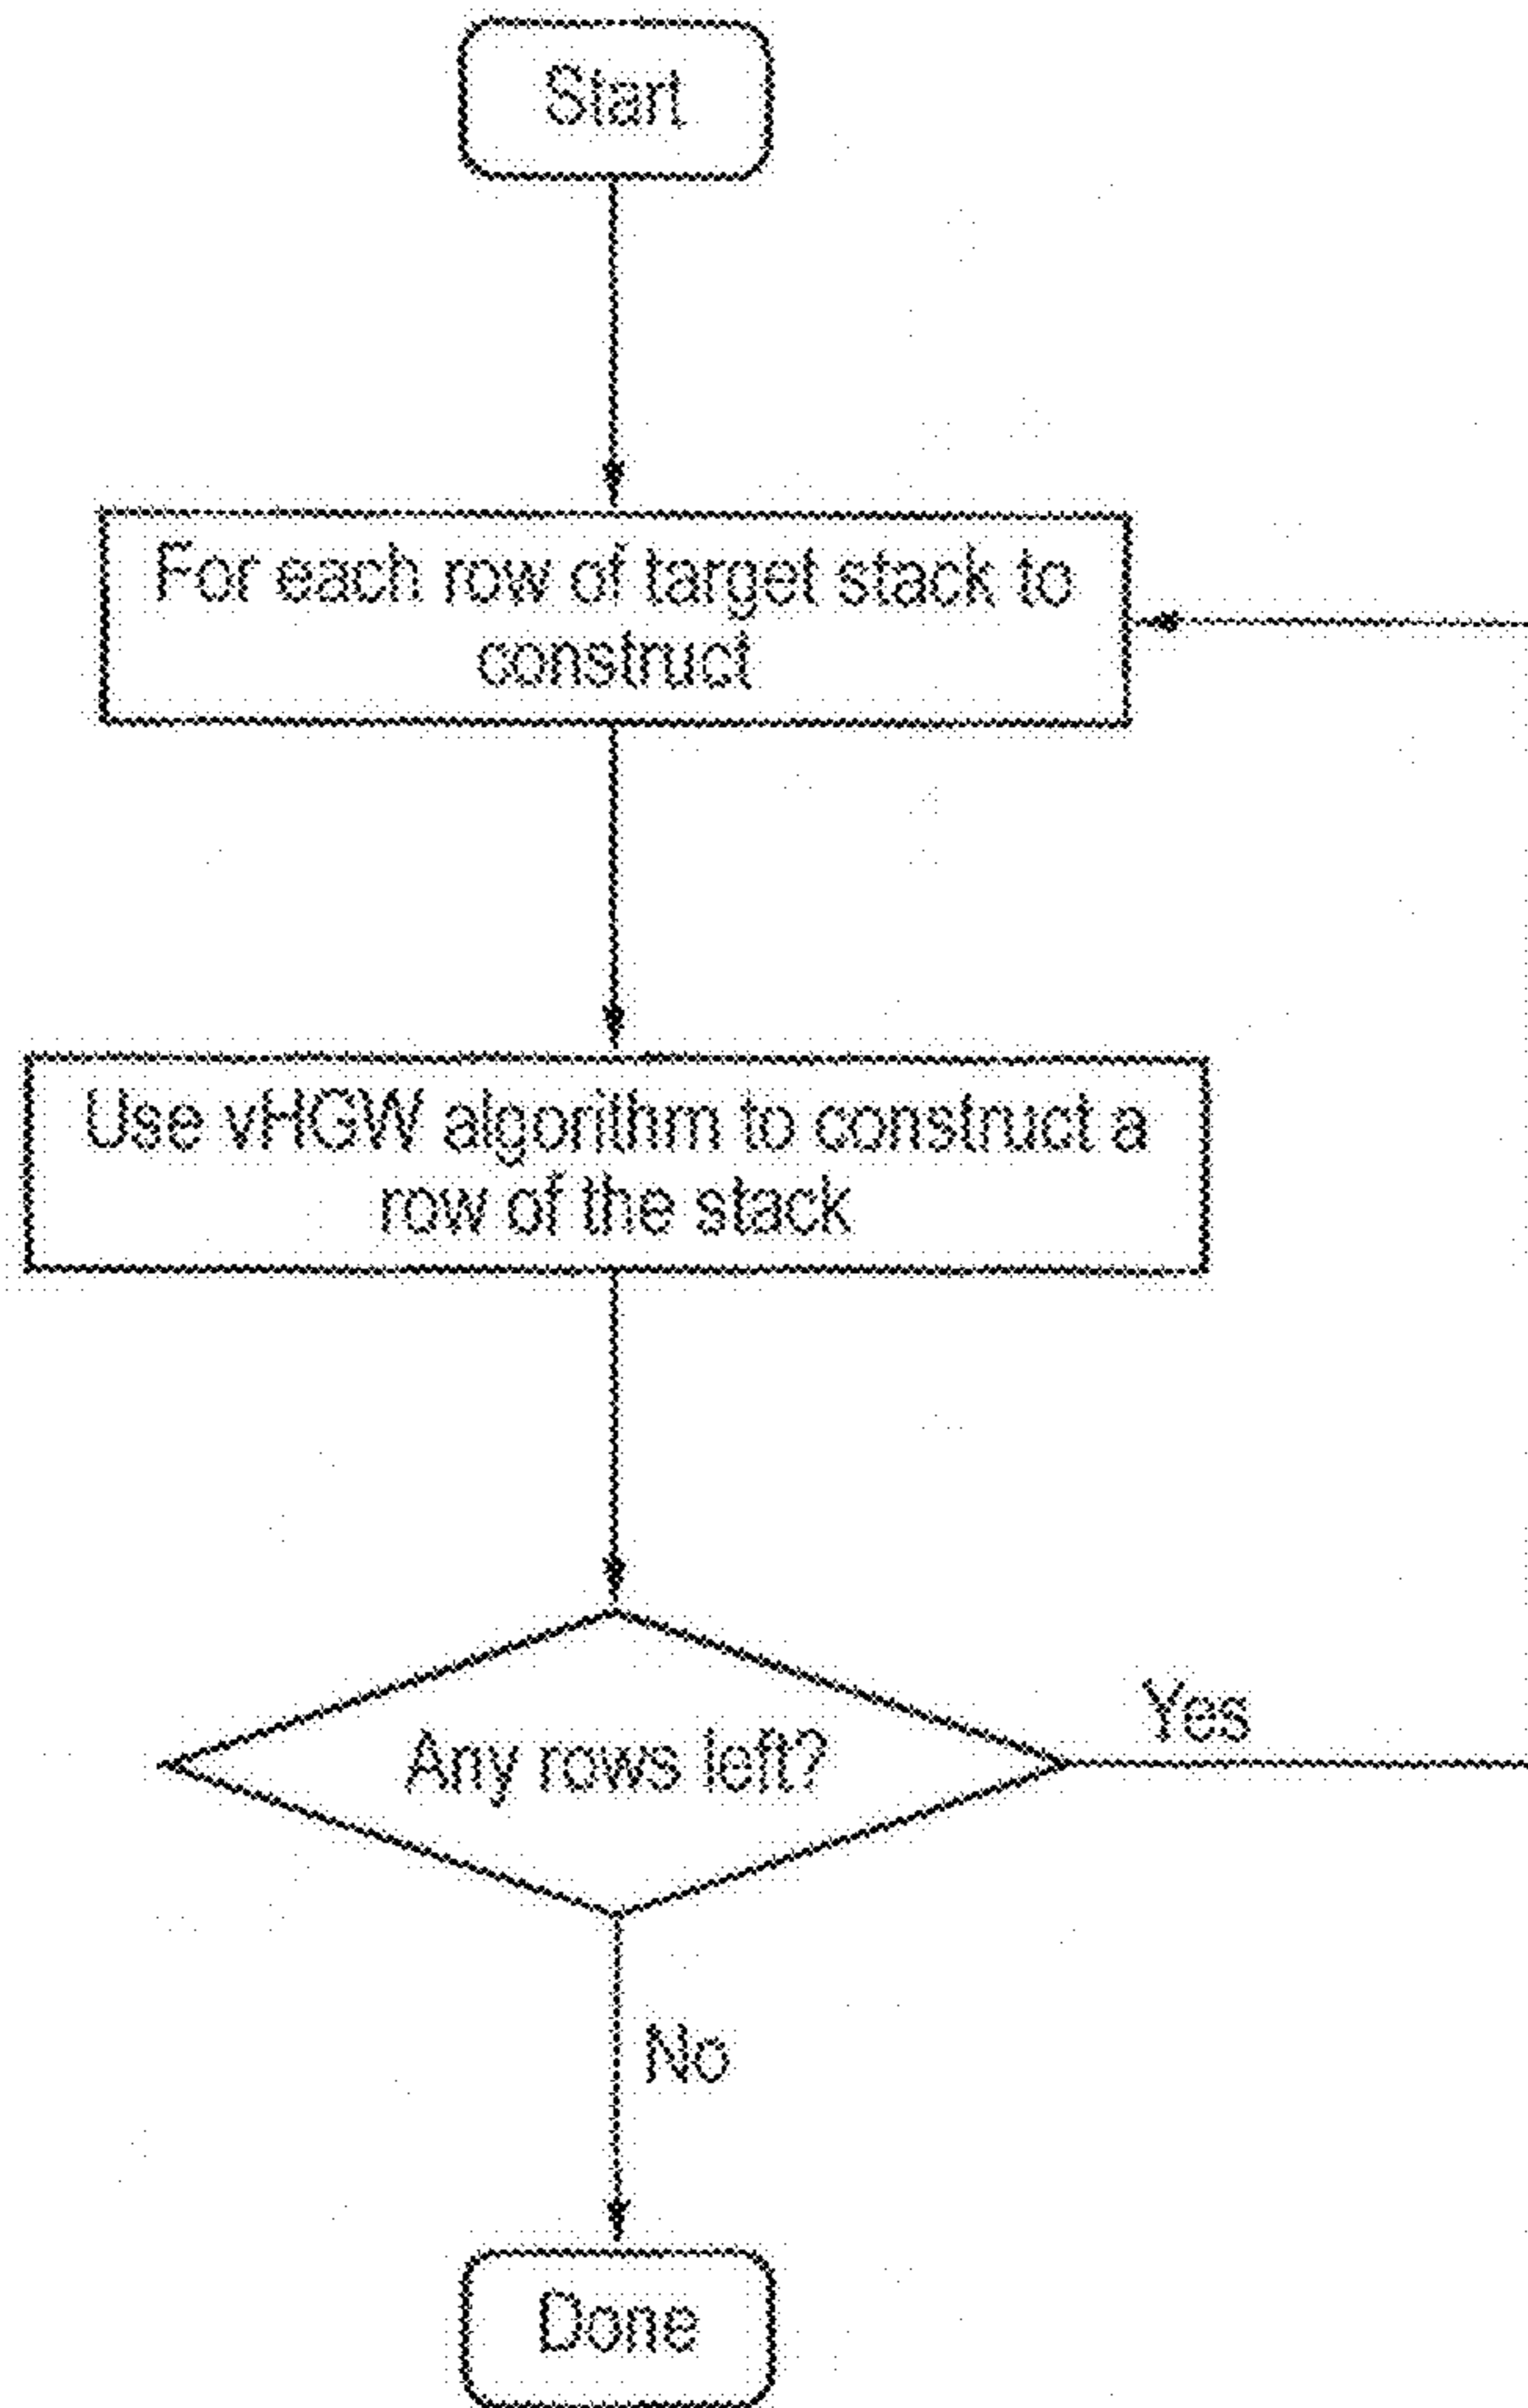 Start
For each row of target stack to
construct
Use vHGW algorithm to construct a
row of the stack
Any rows left?
Yes
No
Done